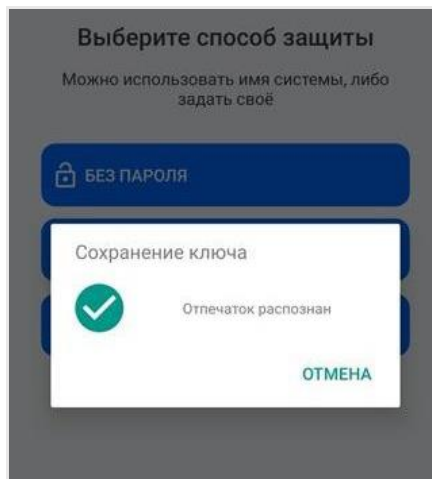 Выберите способ защиты
Можно использовать имя системы, либо
задать своё
БЕЗ ПАРОЛЯ
Сохранение ключа
Отпечаток распознан
ОТМЕНА